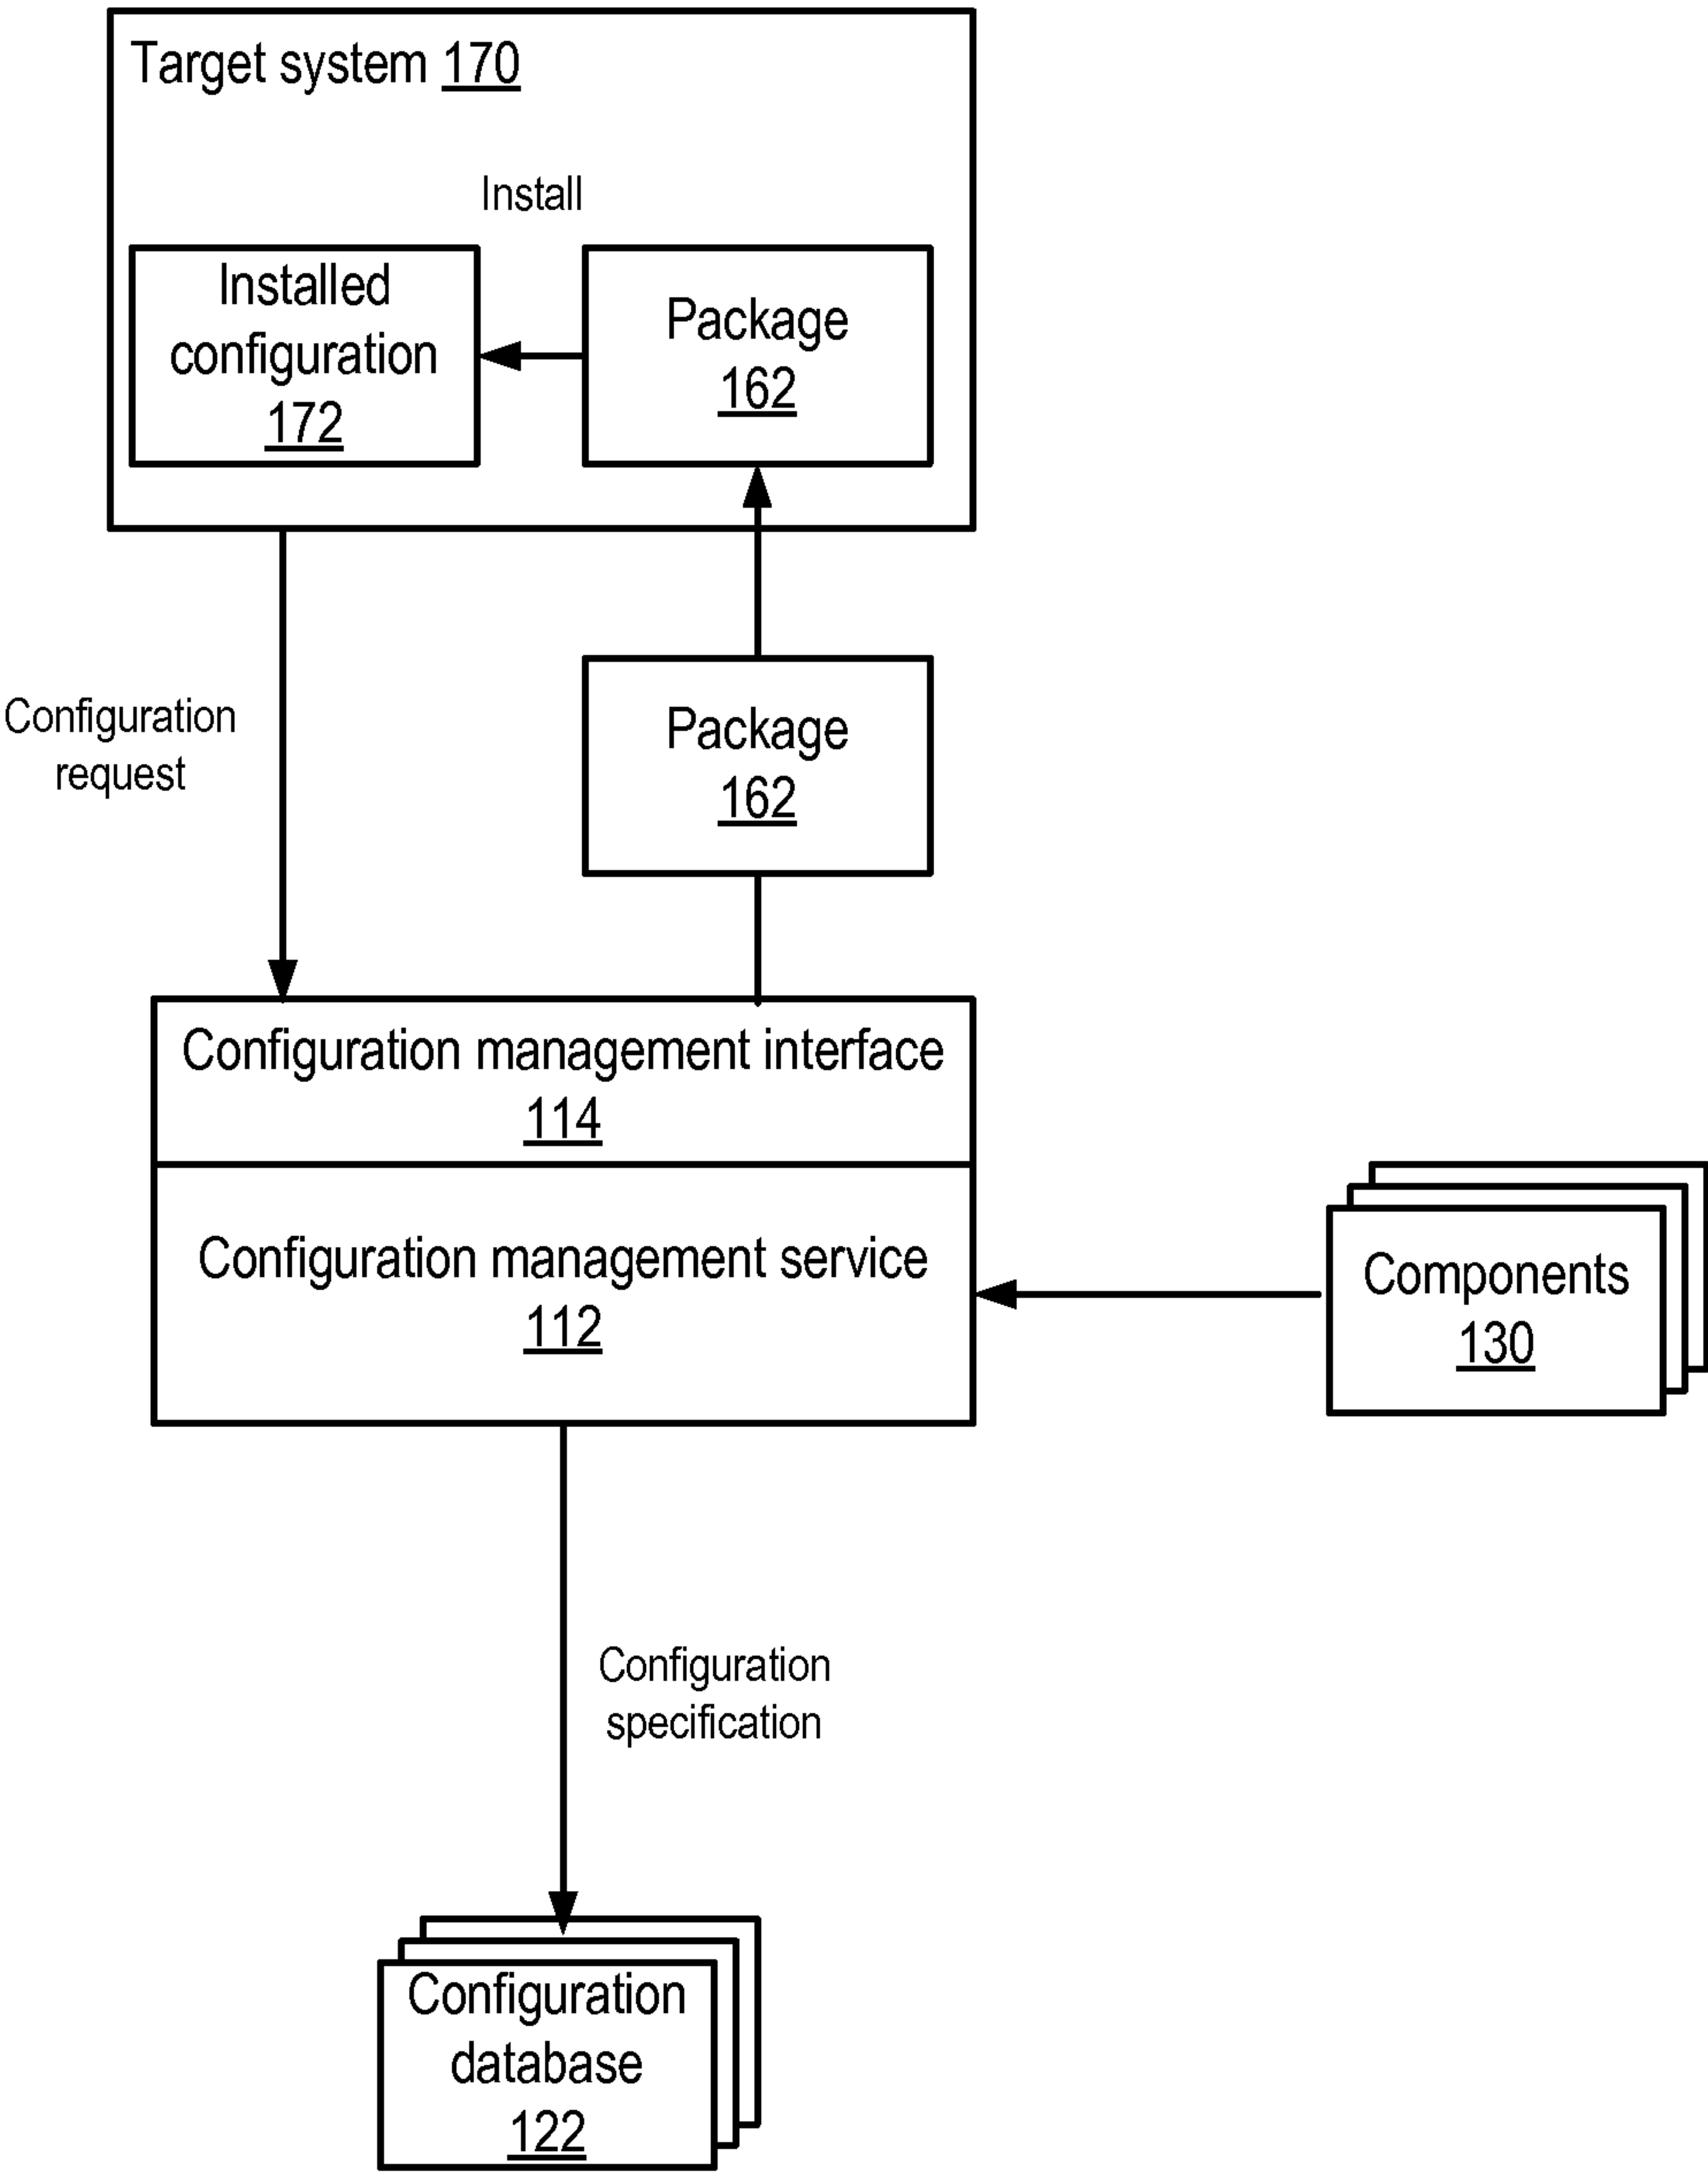 Target system 170
Install
Installed
configuration
172
Package
162
Configuration
request
Package
162
Configuration management interface
114
Configuration management service
112
Components
130
Configuration
specification
Configuration
database
122